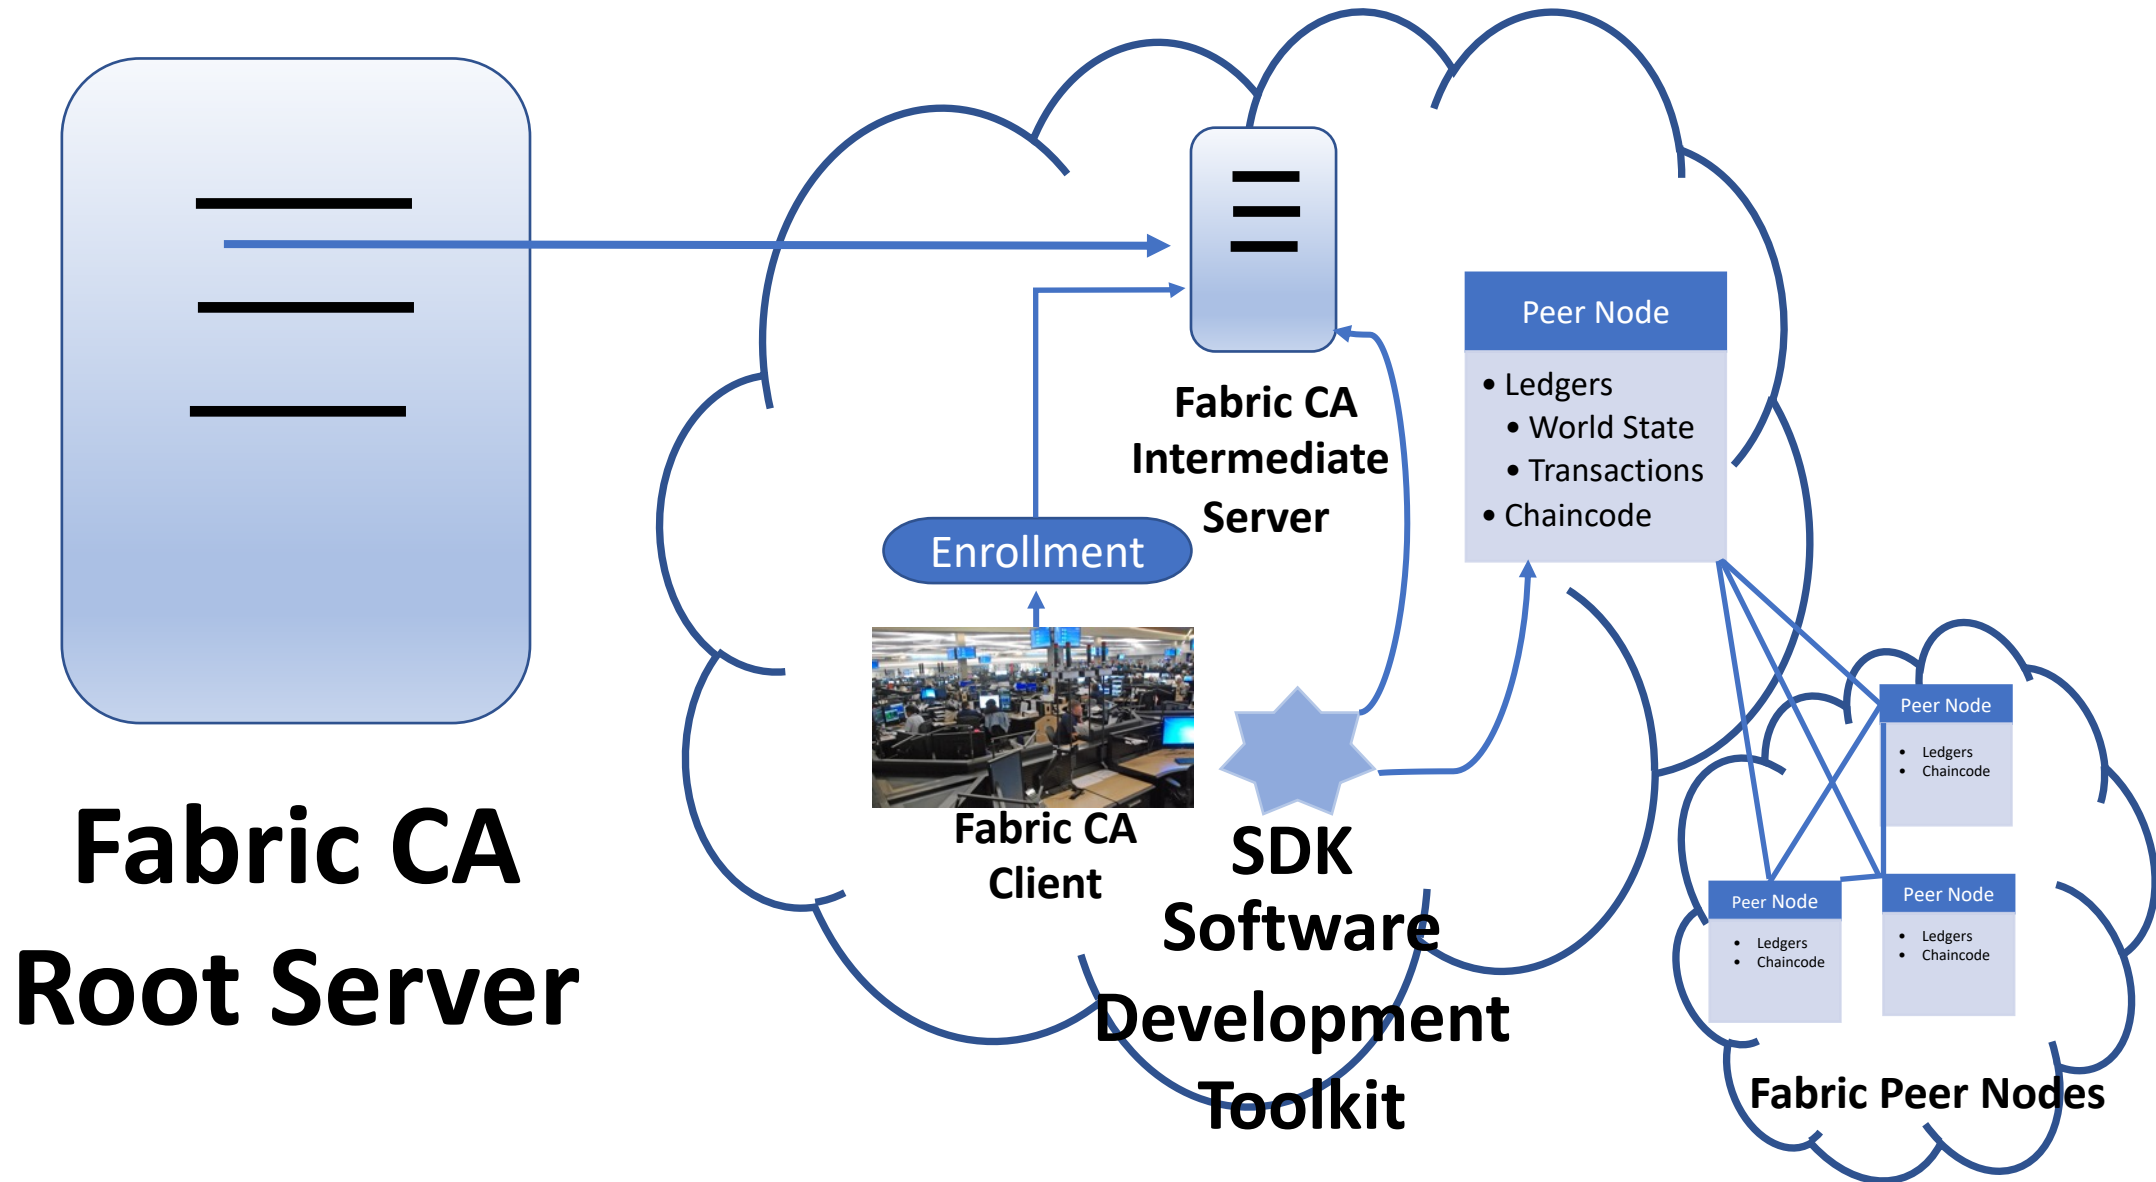 Fabric CA
Root Server
Fabric CA
Intermediate
Server
Enrollment
Fabric CA
Client
SDK
Software
Development
Toolkit
Peer Node
• Ledgers
• World State
• Transactions
• Chaincode
Peer Node
• Ledgers
• Chaincode
Peer Node
• Ledgers
• Chaincode
Peer Node
• Ledgers
• Chaincode
Fabric Peer Nodes